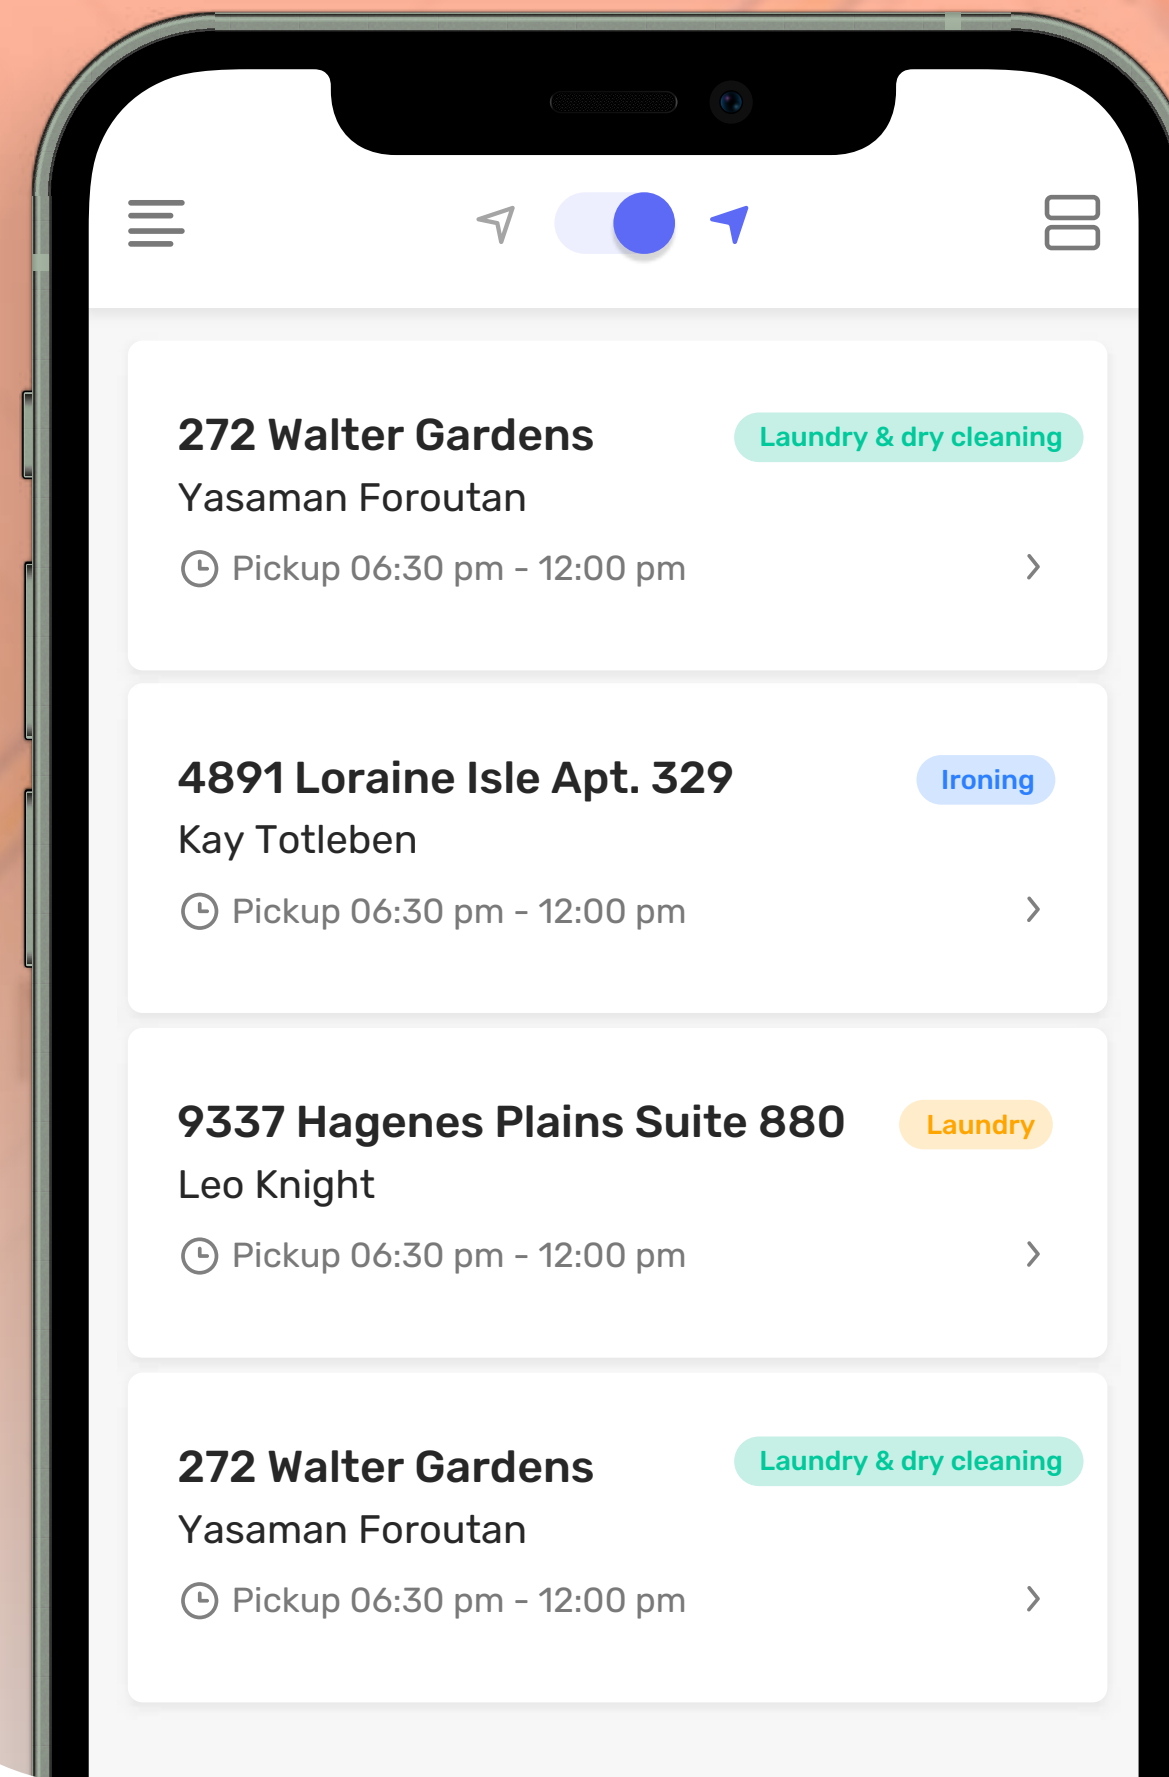 272 Walter Gardens
Laundry & dry cleaning
Yasaman Foroutan
Pickup 06:30 pm - 12:00 pm
4891 Loraine Isle Apt. 329
Ironing
Kay Totleben
Pickup 06:30 pm - 12:00 pm
9337 Hagenes Plains Suite 880
Laundry
Leo Knight
Pickup 06:30 pm - 12:00 pm
272 Walter Gardens
Laundry & dry cleaning
Yasaman Foroutan
Pickup 06:30 pm - 12:00 pm